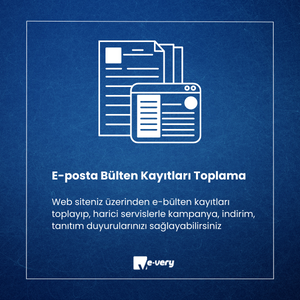 E-posta Bülten Kayıtları Toplama
Web siteniz üzerinden e-bülten kayıtları
toplayıp, harici servislerle kampanya, indirim,
tanıtım duyurularınızı sağlayabilirsiniz
e-very